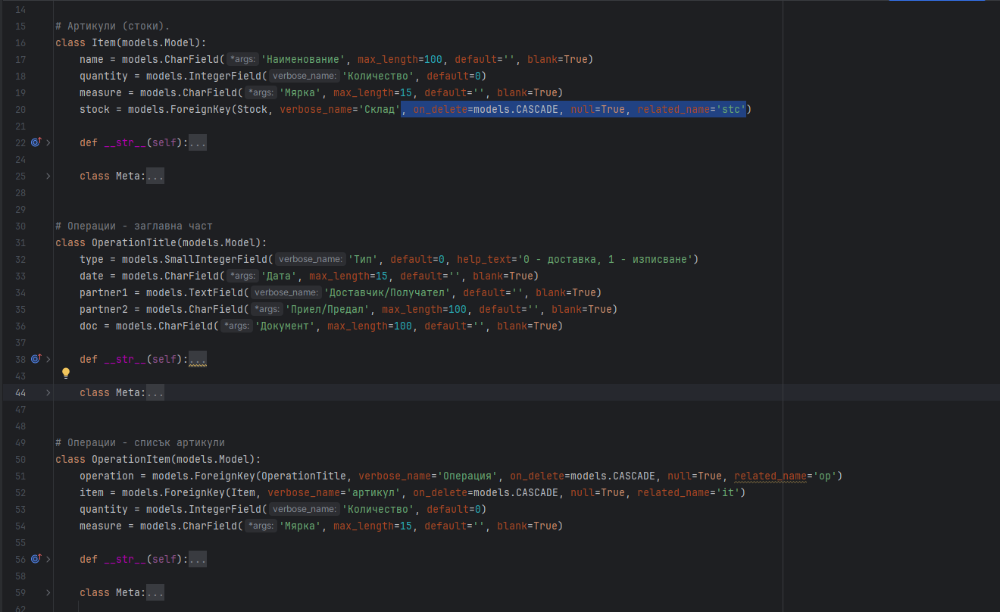 14
15 # Артикули (стоки).
16 class Item(models.Model):
17 name = models.CharField( *args: 'Наименование', max_length=100, default='', blank=True)
18 quantity = models.IntegerField( verbose_name: 'Количество', default=0)
19 measure = models.CharField( *args: 'Мярка', max_length=15, default='', blank=True)
20 stock = models.ForeignKey(Stock, verbose_name='Склад', on_delete=models.CASCADE, null=True, related_name='stc')
21
22 def __str__(self):...
24
25 class Meta:...
28
29
30 # Операции - заглавна част
31 class OperationTitle(models.Model):
32 type = models.SmallIntegerField( verbose_name: 'Тип', default=0, help_text='0 - доставка, 1 - изписване')
33 date = models.CharField( *args: 'Дата', max_length=15, default='', blank=True)
34 partner1 = models.TextField( verbose_name: 'Доставчик/Получател', default='', blank=True)
35 partner2 = models.CharField( *args: 'Приел/Предал', max_length=100, default='', blank=True)
36 doc = models.CharField( *args: 'Документ', max_length=100, default='', blank=True)
37
38 def __str__(self):...
43
44 class Meta:...
47
48
49 # Операции - списък артикули
50 class OperationItem(models.Model):
51 operation = models.ForeignKey(OperationTitle, verbose_name='Операция', on_delete=models.CASCADE, null=True, related_name='op')
52 item = models.ForeignKey(Item, verbose_name='артикул', on_delete=models.CASCADE, null=True, related_name='it')
53 quantity = models.IntegerField( verbose_name: 'Количество', default=0)
54 measure = models.CharField( *args: 'Мярка', max_length=15, default='', blank=True)
55
56 def __str__(self):...
58
59 class Meta:...
62